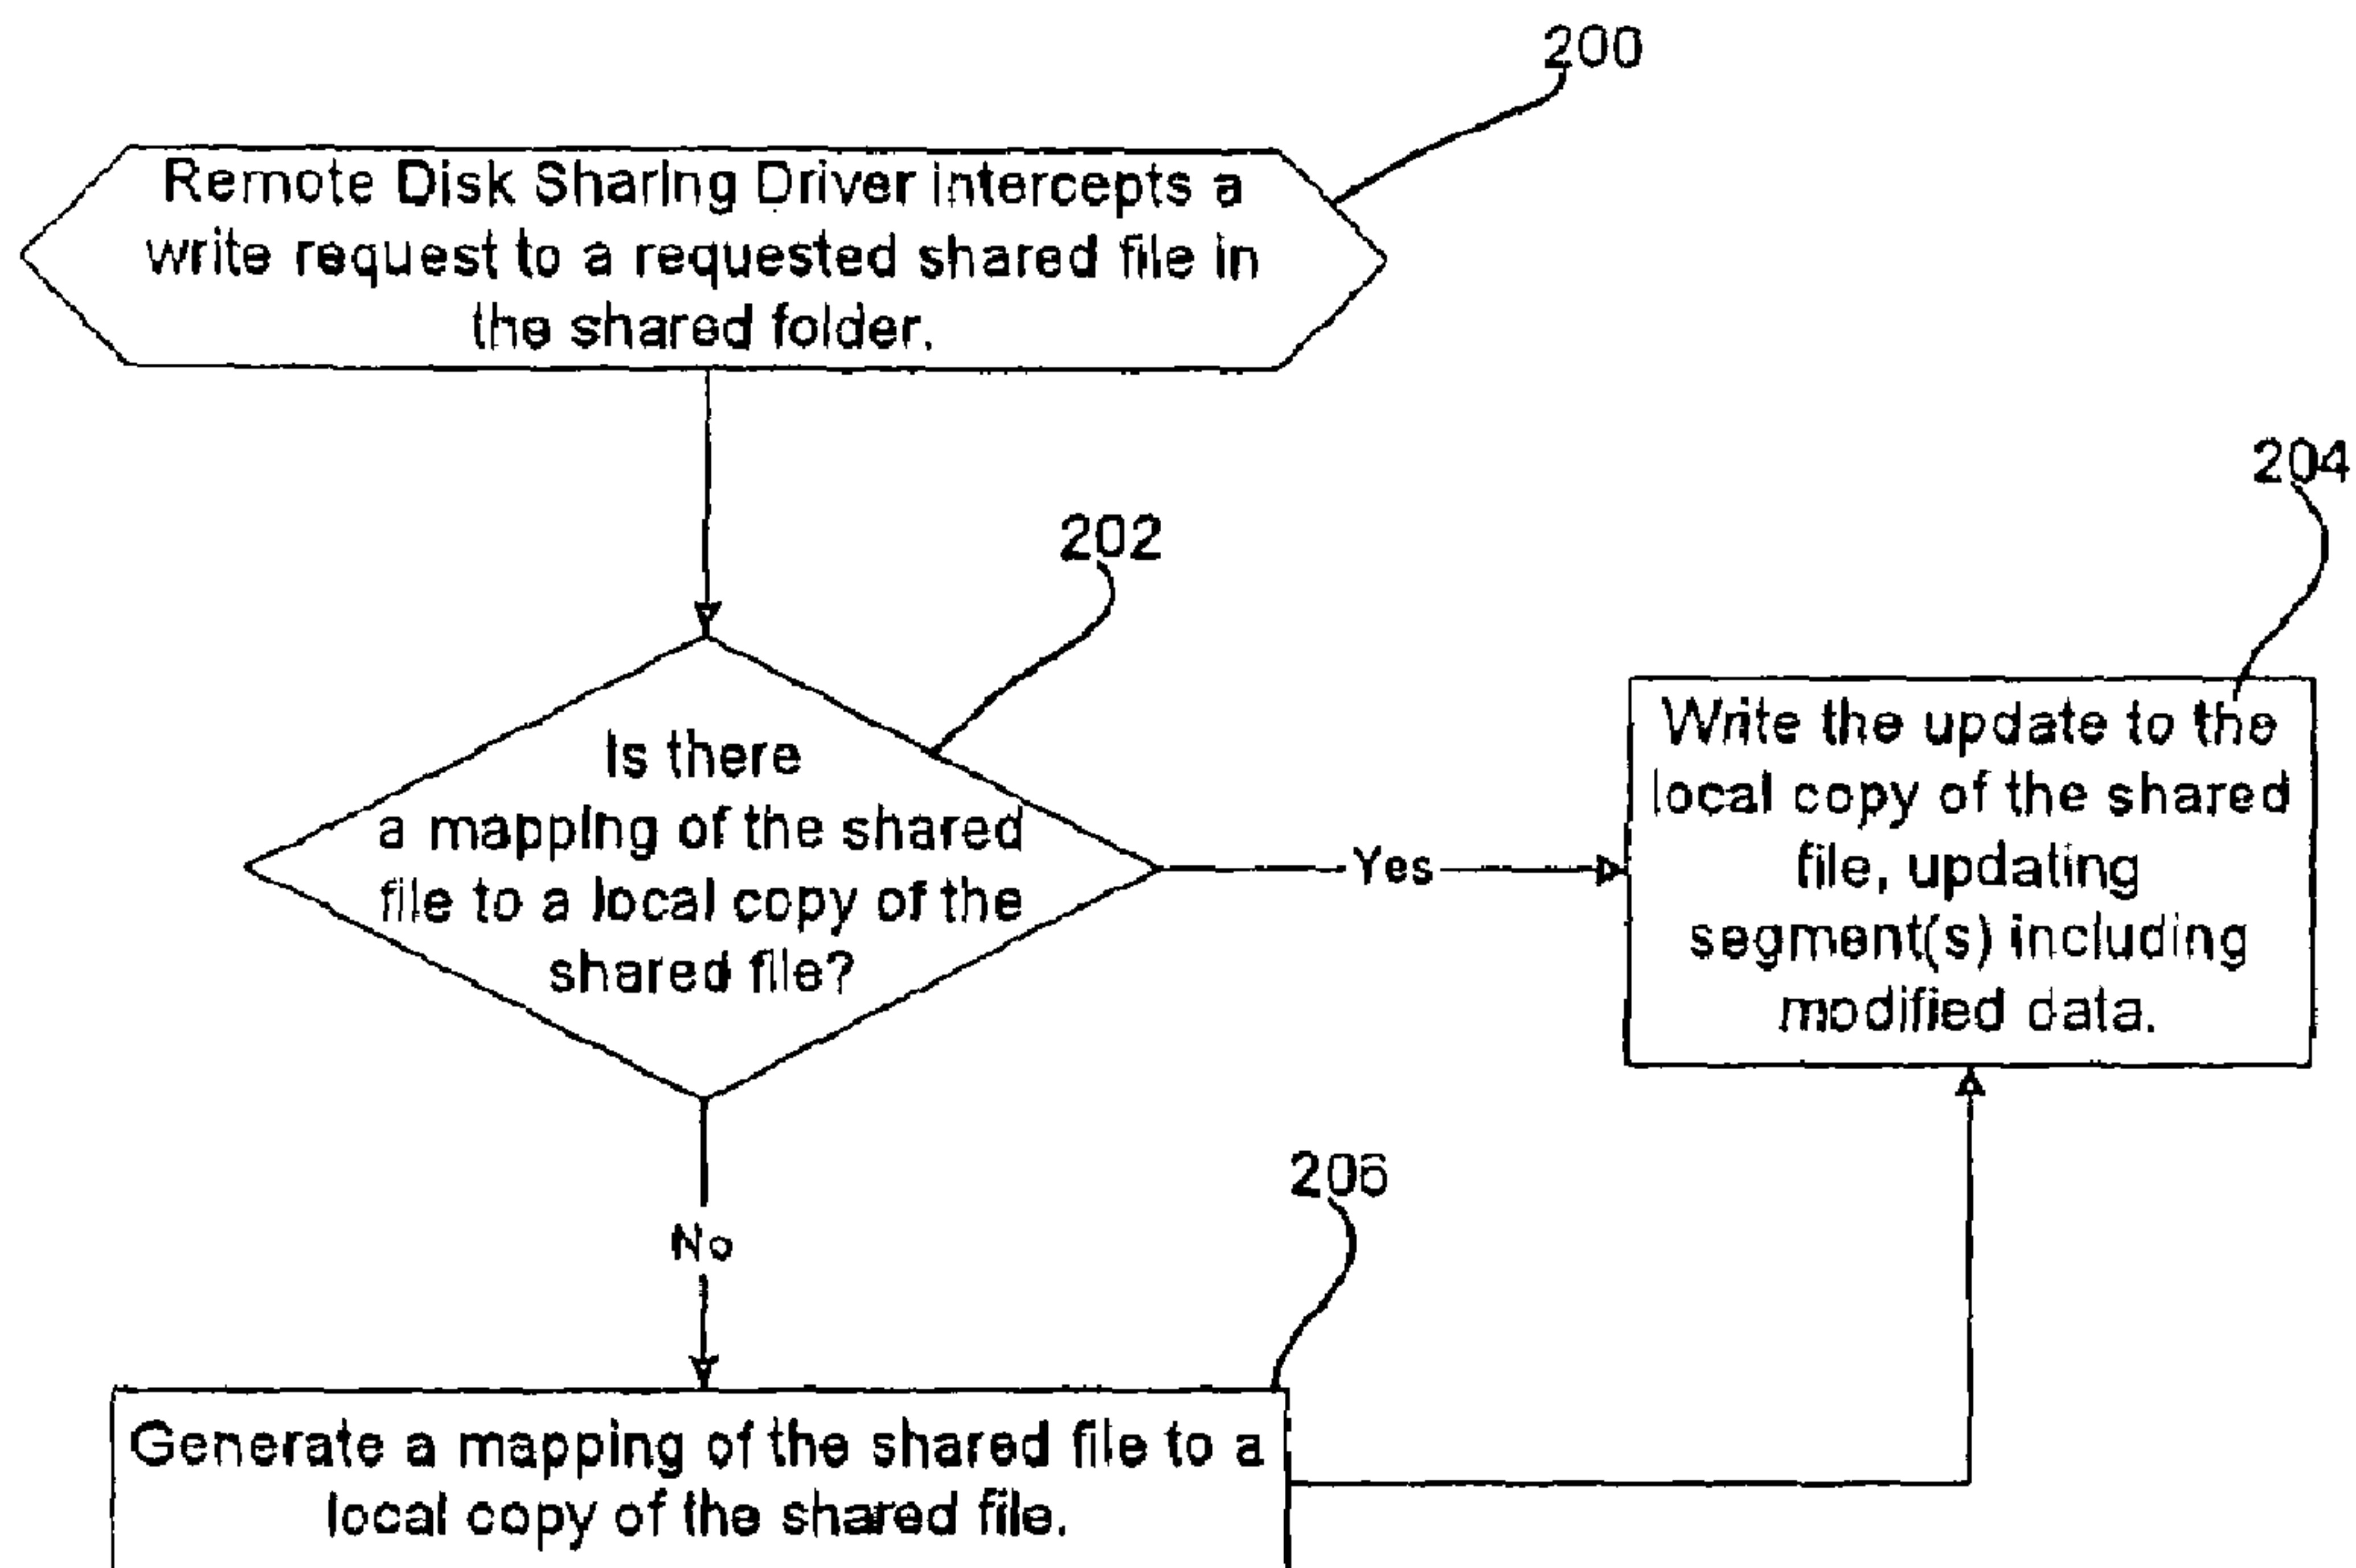 200
Remote Disk Sharing Driver intercepts a
write request to a requested shared file in
the shared folder.
204
202
Is there
a mapping of the shared
file to a local copy of the
shared file?
Yes
Write the update to the
local copy of the shared
file, updating
segment(s) including
modified data.
206
No
Generate a mapping of the shared file to a
local copy of the shared file.